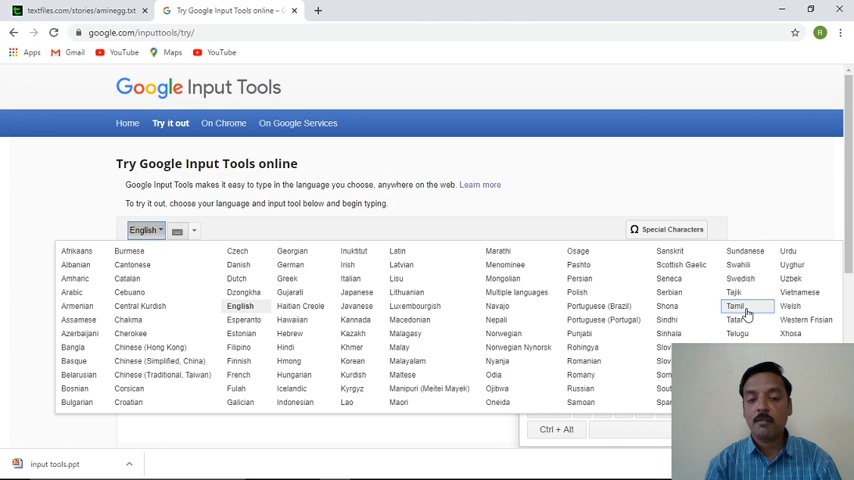 textfiles.com/stories/aminegg.txt
Try Google Input Tools online –
google.com/inputtools/try/
R
Apps Gmail YouTube Maps YouTube
Google Input Tools
Home Try it out On Chrome On Google Services
Try Google Input Tools online
Google Input Tools makes it easy to type in the language you choose, anywhere on the web. Learn more
To try it out, choose your language and input tool below and begin typing.
English Ω Special Characters
Afrikaans Burmese Czech Georgian Inuktitut Latin Marathi Osage Sanskrit Sundanese Urdu
Albanian Cantonese Danish German Irish Latvian Menominee Pashto Scottish Gaelic Swahili Uyghur
Amharic Catalan Dutch Greek Italian Lisu Mongolian Persian Seneca Swedish Uzbek
Arabic Cebuano Dzongkha Gujarati Japanese Lithuanian Multiple languages Polish Serbian Tajik Vietnamese
Armenian Central Kurdish English Haitian Creole Javanese Luxembourgish Navajo Portuguese (Brazil) Shona Tamil Welsh
Assamese Chakma Esperanto Hawaiian Kannada Macedonian Nepali Portuguese (Portugal) Sindhi Tatar Western Frisian
Azerbaijani Cherokee Estonian Hebrew Kazakh Malagasy Norwegian Punjabi Sinhala Telugu Xhosa
Bangla Chinese (Hong Kong) Filipino Hindi Khmer Malay Norwegian Nynorsk Rohingya
Basque Chinese (Simplified, China) Finnish Hmong Korean Malayalam Nyanja Romanian
Belarusian Chinese (Traditional, Taiwan) French Hungarian Kurdish Maltese Odia Romany
Bosnian Corsican Fulah Icelandic Kyrgyz Manipuri (Meitei Mayek) Ojibwa Russian
Bulgarian Croatian Galician Indonesian Lao Maori Oneida Samoan
Ctrl + Alt
input tools.ppt